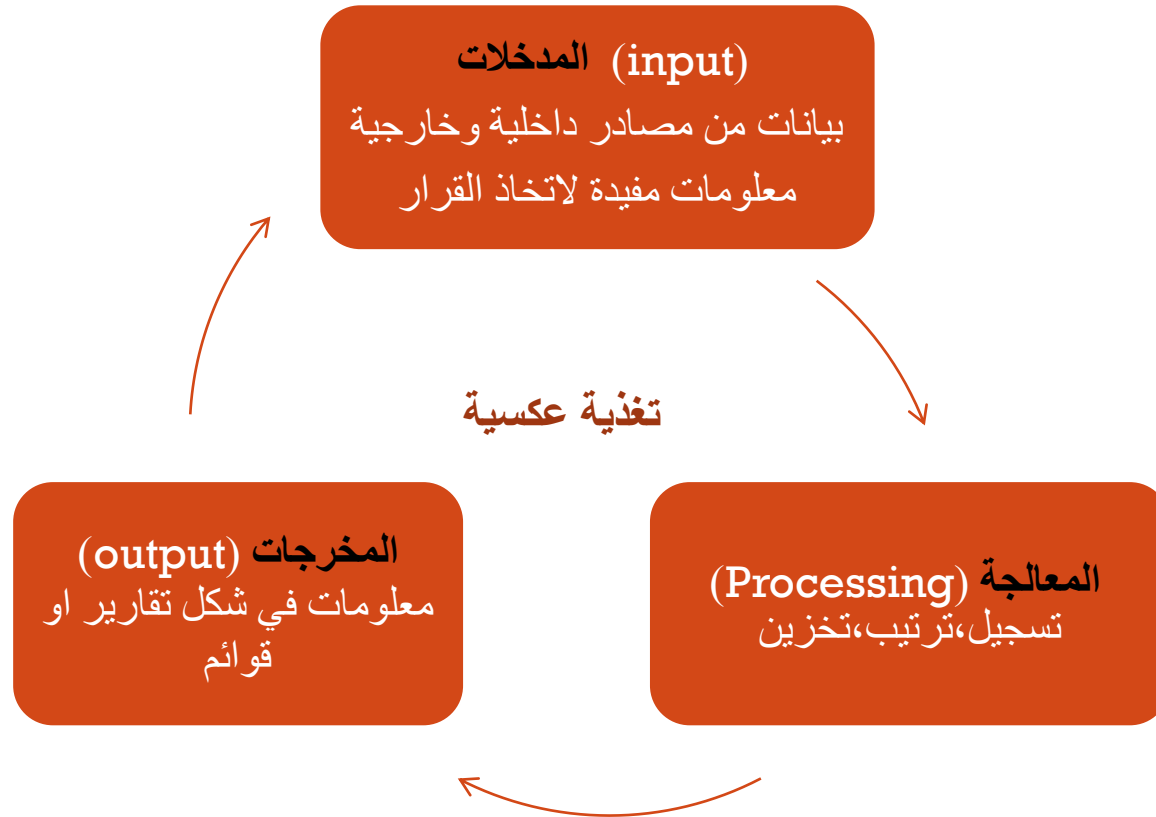 المدخلات (input)
بيانات من مصادر داخلية وخارجية
معلومات مفيدة لاتخاذ القرار
تغذية عكسية
المعالجة (Processing)
تسجيل،ترتيب،تخزين
المخرجات (output)
معلومات في شكل تقارير او
قوائم